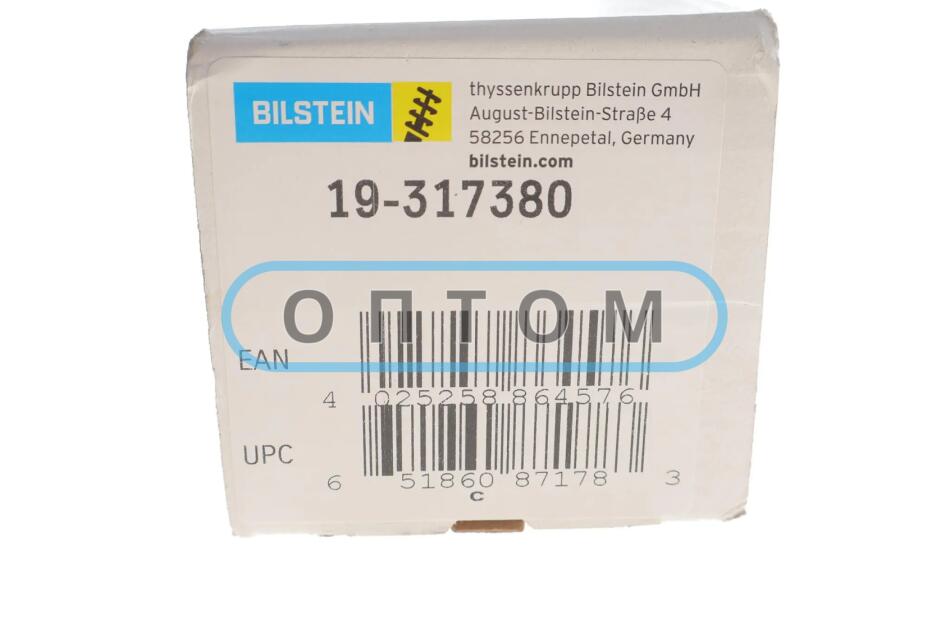 BILSTEIN
thyssenkrupp Bilstein GmbH
August-Bilstein-Straße 4
58256 Ennepetal, Germany
bilstein.com
19-317380
ОПТОМ
EAN
4 025258 864576
UPC
6 51860 87178 3
C